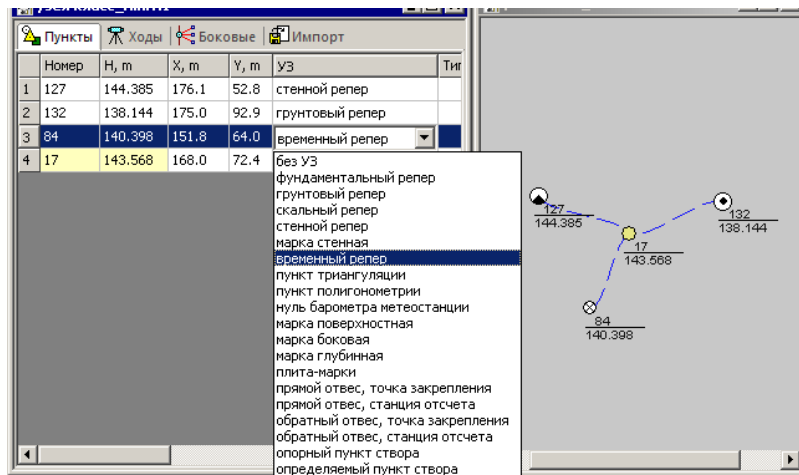 Пункты Ходы Боковые Импорт
Номер H, m X, m Y, m УЗ Тип
1 127 144.385 176.1 52.8 стенной репер
2 132 138.144 175.0 92.9 грунтовый репер
3 84 140.398 151.8 64.0 временный репер
4 17 143.568 168.0 72.4
без УЗ
фундаментальный репер
грунтовый репер
скальный репер
стенной репер
марка стенная
временный репер
пункт триангуляции
пункт полигонометрии
нуль барометра метеостанции
марка поверхностная
марка боковая
марка глубинная
плита-марки
прямой отвес, точка закрепления
прямой отвес, станция отсчета
обратный отвес, точка закрепления
обратный отвес, станция отсчета
опорный пункт створа
определяемый пункт створа
127
144.385
132
138.144
17
143.568
84
140.398